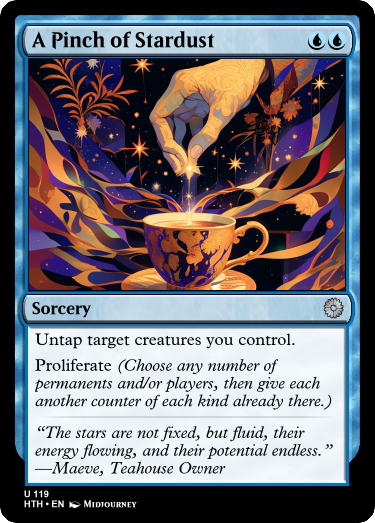 A Pinch of Stardust
Sorcery
Untap target creatures you control.
Proliferate (Choose any number of
permanents and/or players, then give each
another counter of each kind already there.)
“The stars are not fixed, but fluid, their
energy flowing, and their potential endless.”
—Maeve, Teahouse Owner
U 119
HTH • EN Midjourney